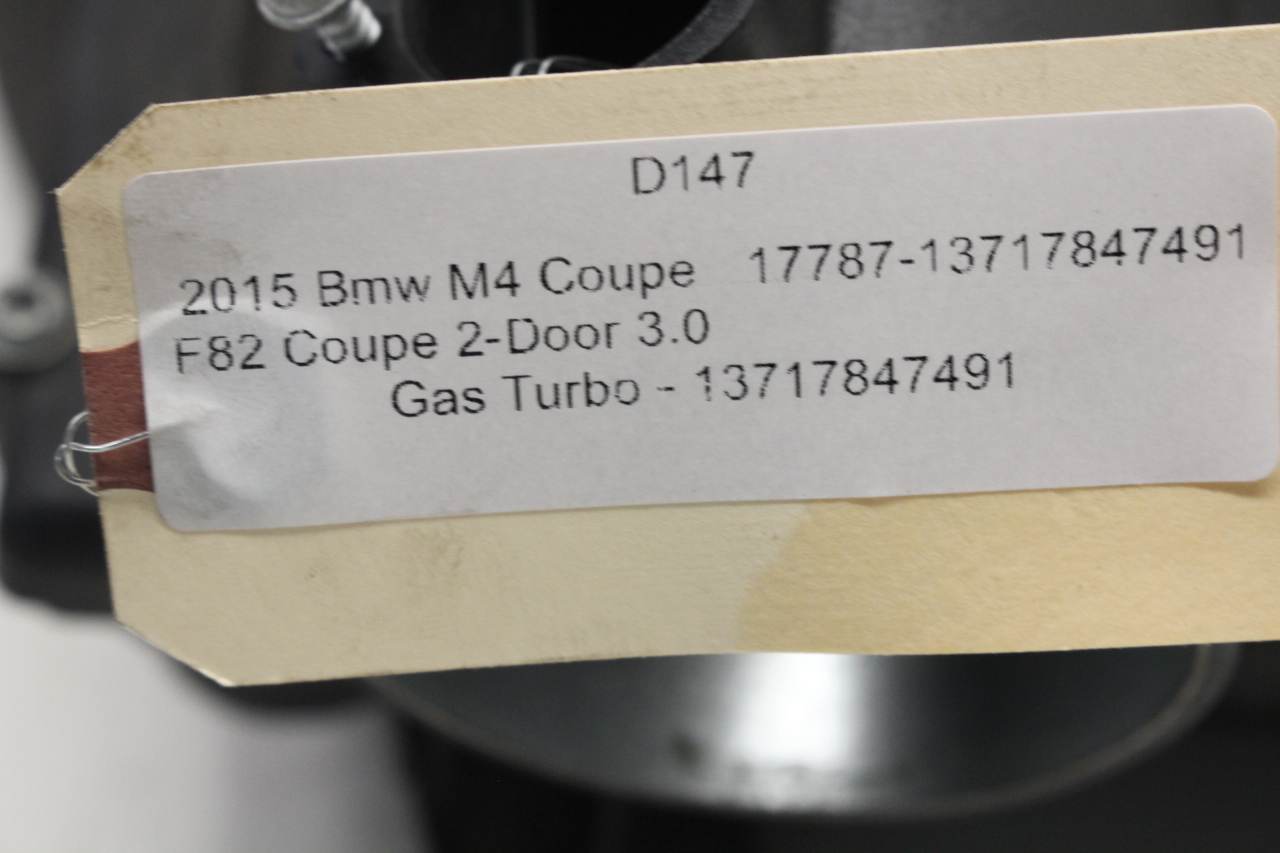 D147
2015 Bmw M4 Coupe 17787-13717847491
F82 Coupe 2-Door 3.0
Gas Turbo - 13717847491